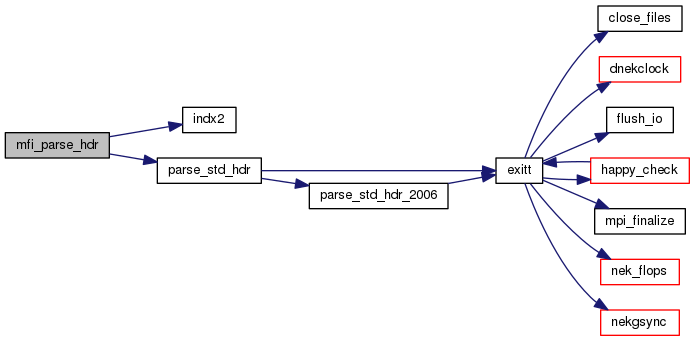 mfi_parse_hdr
indx2
parse_std_hdr
parse_std_hdr_2006
exitt
close_files
dnekclock
flush_io
happy_check
mpi_finalize
nek_flops
nekgsync